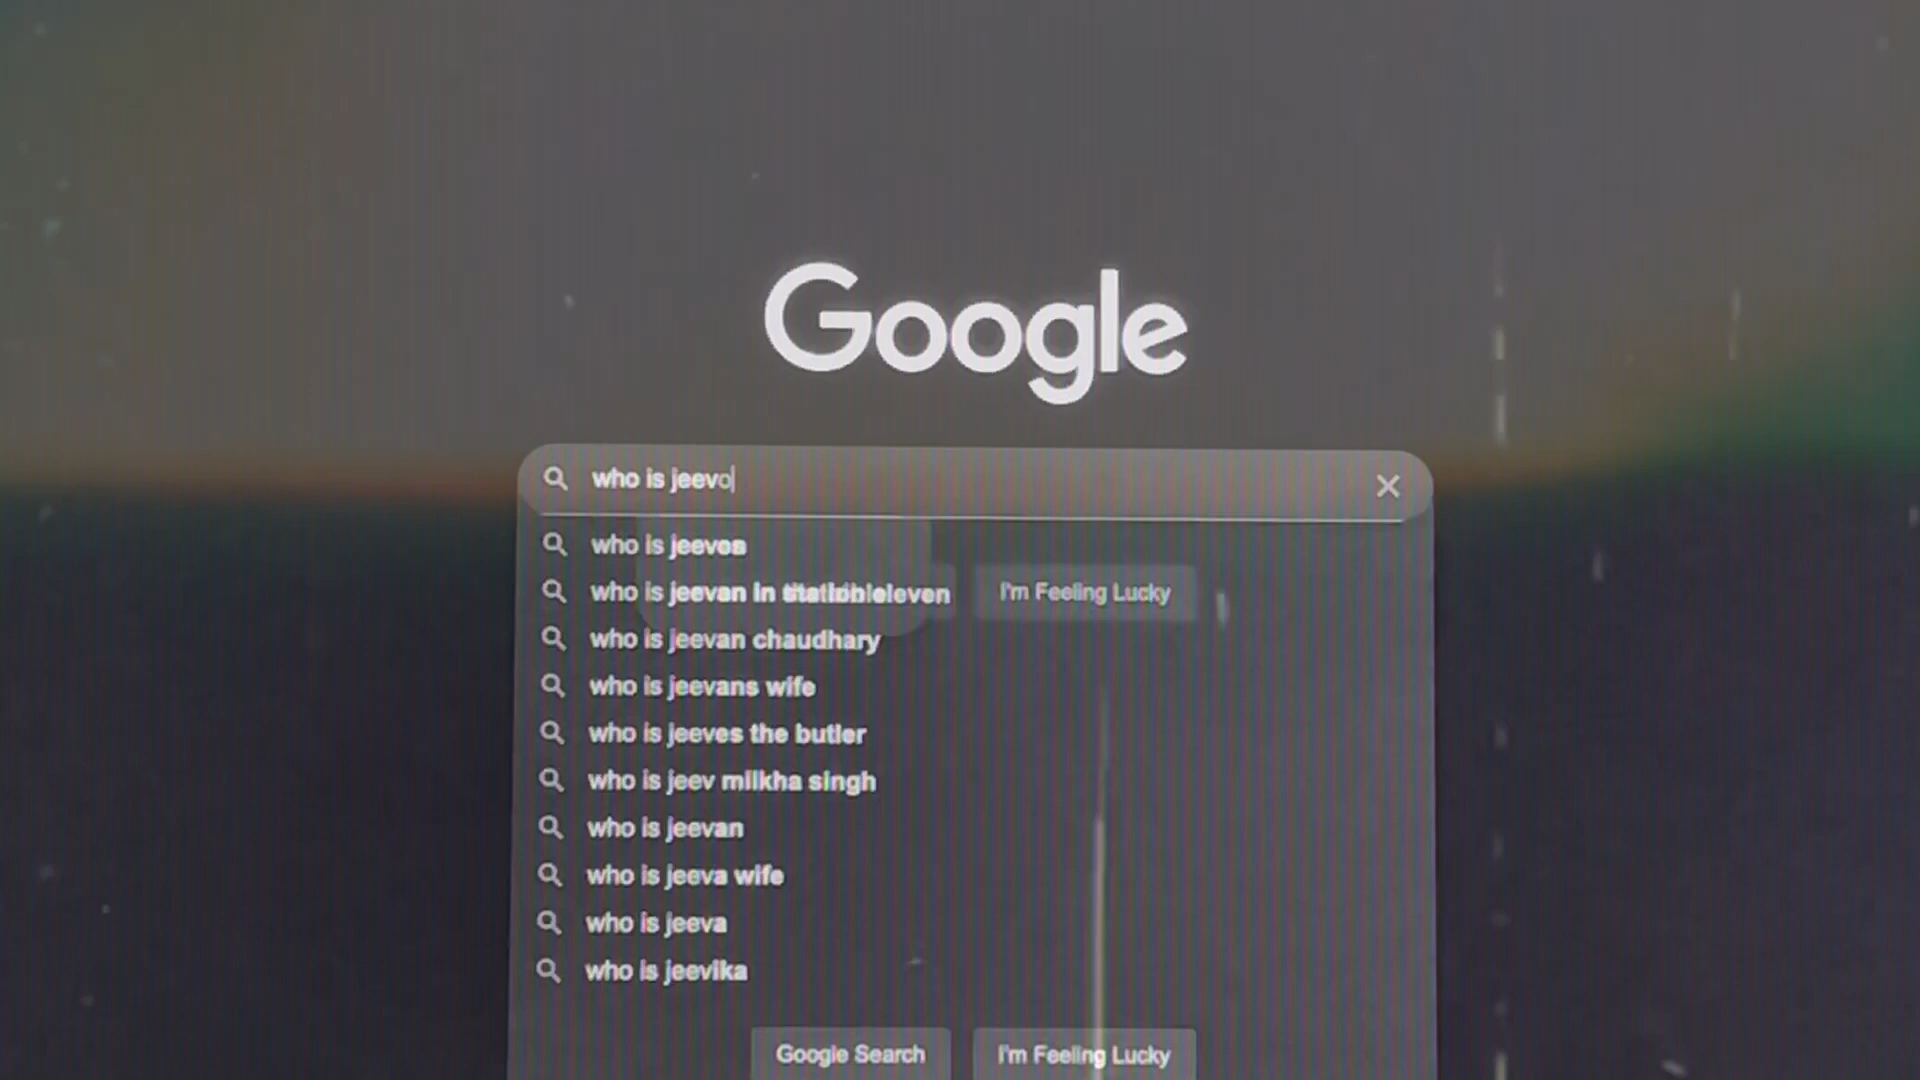 Google
who is jeevo
who is jeeves
who is jeevan in eleven
I'm Feeling Lucky
who is jeevan chaudhary
who is jeevans wife
who is jeeves the butler
who is jeev milkha singh
who is jeevan
who is jeeva wife
who is jeeva
who is jeevika
Google Search
I'm Feeling Lucky